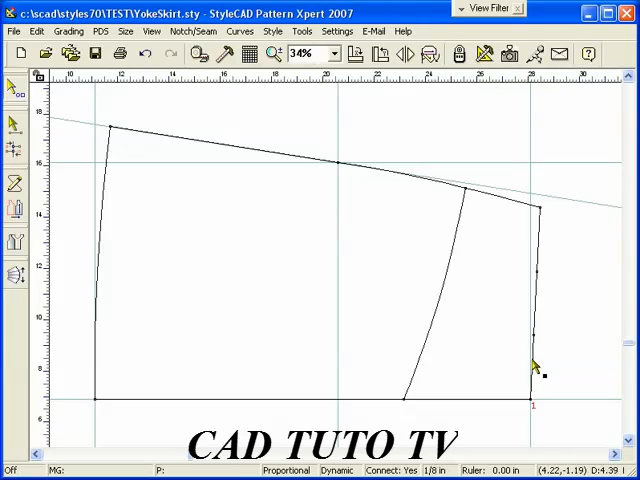 c:\scad\styles70\TEST\YokeSkirt.sty - StyleCAD Pattern Xpert 2007
View Filter
File Edit Grading PDS Size View Notch/Seam Curves Style Tools Settings E-Mail Help
34%
10 12 14 16 18 20 22 24 26 28 30
18
16
14
12
10
8
6
1
CAD TUTO TV
Off MG: P: Proportional Dynamic Connect: Yes 1/8 in Ruler: 0.00 in (4.22,-1.19) D:4.39